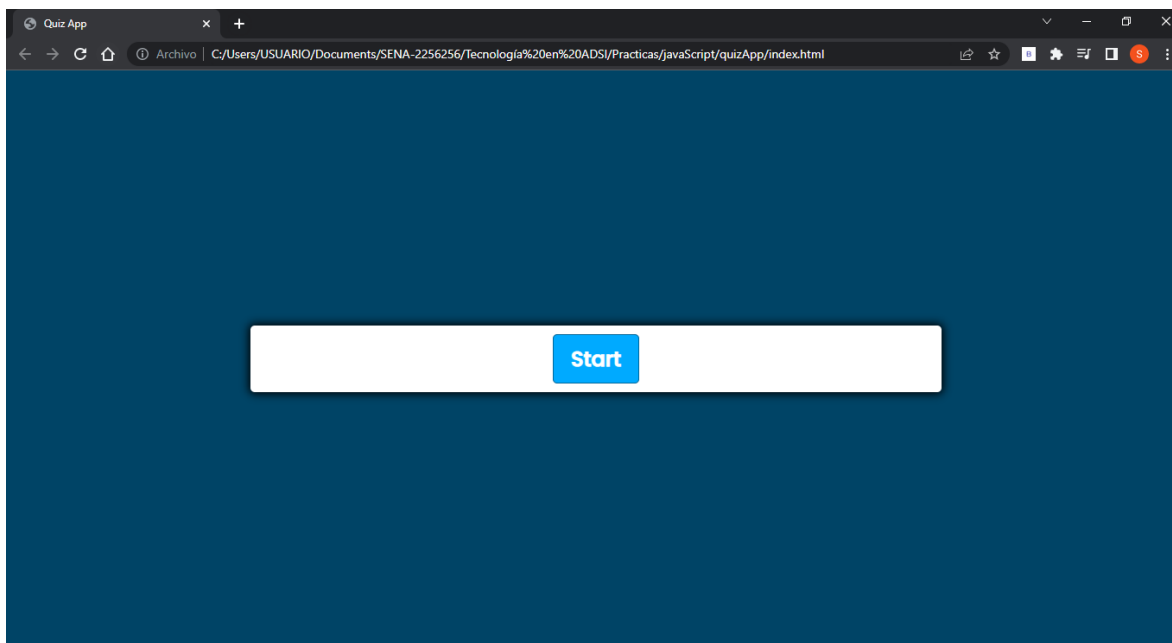 Quiz App
Archivo C:/Users/USUARIO/Documents/SENA-2256256/Tecnología%20en%20ADSI/Practicas/javaScript/quizApp/index.html
B
S
Start